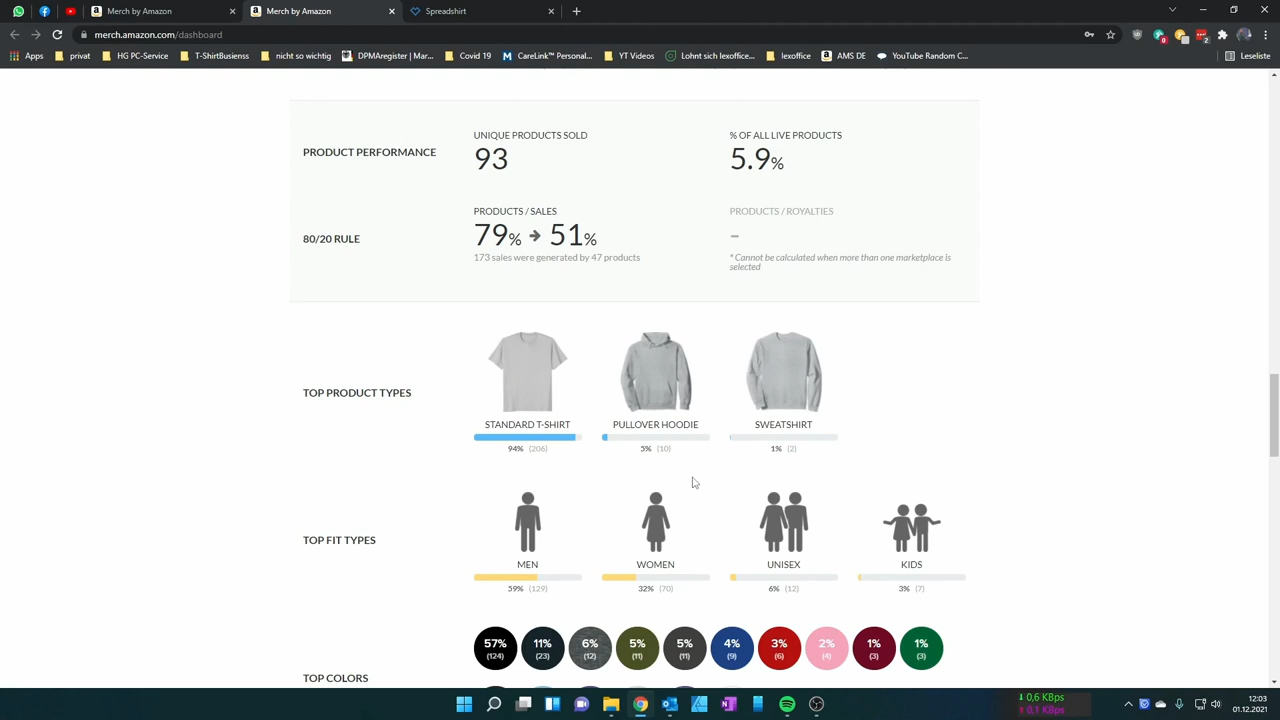 Merch by Amazon
Merch by Amazon
Spreadshirt
merch.amazon.com/dashboard
Apps
privat
HG PC-Service
T-ShirtBusienss
nicht so wichtig
DPMAregister | Mar...
Covid 19
CareLink™ Personal...
YT Videos
Lohnt sich lexoffice...
lexoffice
AMS DE
YouTube Random C...
Leseliste
UNIQUE PRODUCTS SOLD
% OF ALL LIVE PRODUCTS
PRODUCT PERFORMANCE
93
5.9%
PRODUCTS / SALES
PRODUCTS / ROYALTIES
80/20 RULE
79% → 51%
–
173 sales were generated by 47 products
* Cannot be calculated when more than one marketplace is
selected
TOP PRODUCT TYPES
STANDARD T-SHIRT
PULLOVER HOODIE
SWEATSHIRT
94% (206)
5% (10)
1% (2)
TOP FIT TYPES
MEN
WOMEN
UNISEX
KIDS
59% (129)
32% (70)
6% (12)
3% (7)
57%
(124)
11%
(23)
6%
(12)
5%
(11)
5%
(11)
4%
(9)
3%
(6)
2%
(4)
1%
(3)
1%
(3)
TOP COLORS
0,6 KBps
0,1 KBps
12:03
01.12.2021